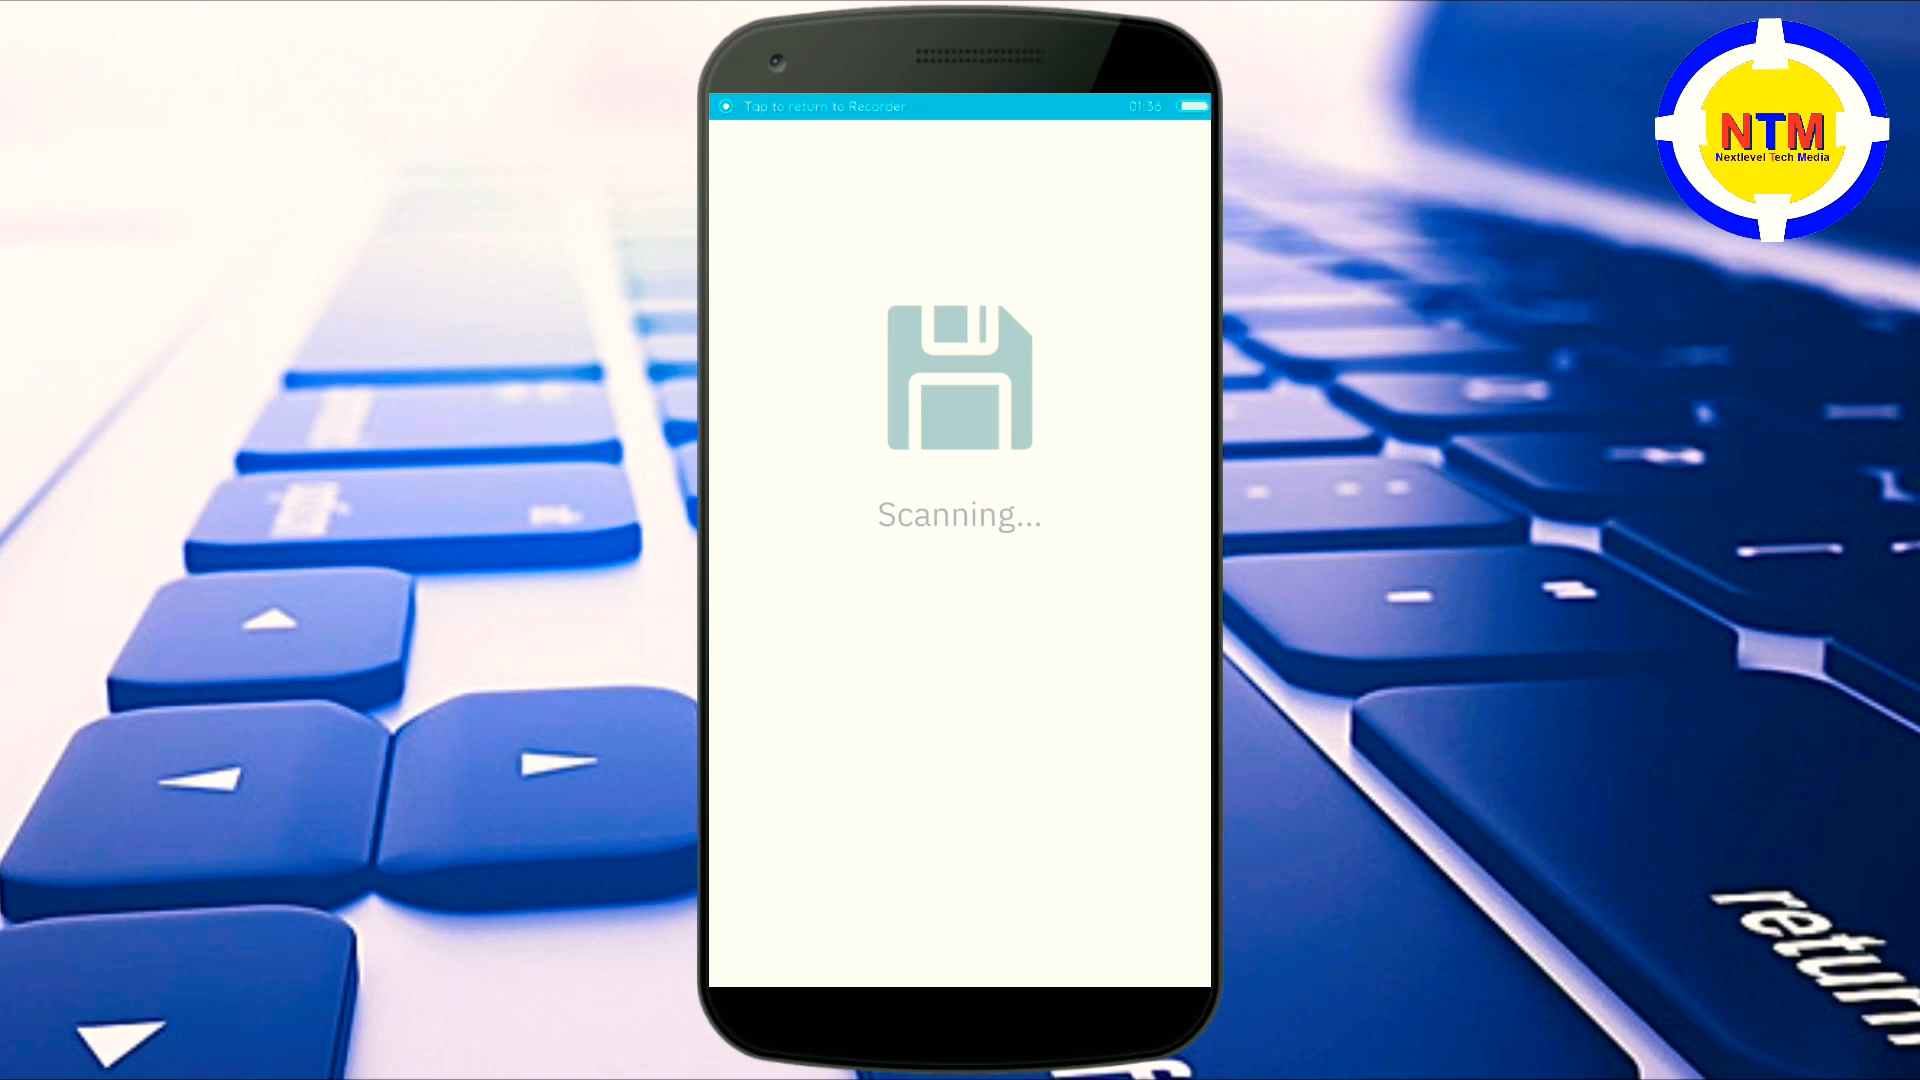 Tap to return to Recorder 01:36
NTM
Nextlevel Tech Media
Scanning...
return